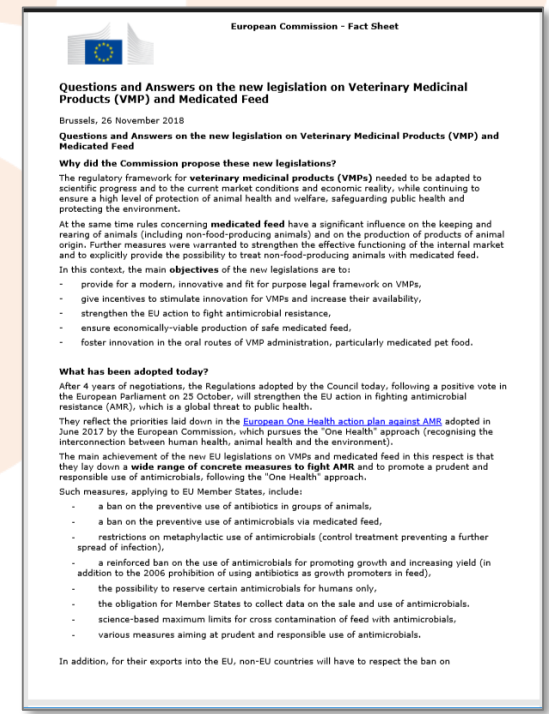 European Commission - Fact Sheet
Questions and Answers on the new legislation on Veterinary Medicinal
Products (VMP) and Medicated Feed
Brussels, 26 November 2018
Questions and Answers on the new legislation on Veterinary Medicinal Products (VMP) and
Medicated Feed
Why did the Commission propose these new legislations?
The regulatory framework for veterinary medicinal products (VMPs) needed to be adapted to
scientific progress and to the current market conditions and economic reality, while continuing to
ensure a high level of protection of animal health and welfare, safeguarding public health and
protecting the environment.
At the same time rules concerning medicated feed have a significant influence on the keeping and
rearing of animals (including non-food-producing animals) and on the production of products of animal
origin. Further measures were warranted to strengthen the effective functioning of the internal market
and to explicitly provide the possibility to treat non-food-producing animals with medicated feed.
In this context, the main objectives of the new legislations are to:
- provide for a modern, innovative and fit for purpose legal framework on VMPs,
- give incentives to stimulate innovation for VMPs and increase their availability,
- strengthen the EU action to fight antimicrobial resistance,
- ensure economically-viable production of safe medicated feed,
- foster innovation in the oral routes of VMP administration, particularly medicated pet food.
What has been adopted today?
After 4 years of negotiations, the Regulations adopted by the Council today, following a positive vote in
the European Parliament on 25 October, will strengthen the EU action in fighting antimicrobial
resistance (AMR), which is a global threat to public health.
They reflect the priorities laid down in the European One Health action plan against AMR adopted in
June 2017 by the European Commission, which pursues the "One Health" approach (recognising the
interconnection between human health, animal health and the environment).
The main achievement of the new EU legislations on VMPs and medicated feed in this respect is that
they lay down a wide range of concrete measures to fight AMR and to promote a prudent and
responsible use of antimicrobials, following the "One Health" approach.
Such measures, applying to EU Member States, include:
- a ban on the preventive use of antibiotics in groups of animals,
- a ban on the preventive use of antimicrobials via medicated feed,
- restrictions on metaphylactic use of antimicrobials (control treatment preventing a further
spread of infection),
- a reinforced ban on the use of antimicrobials for promoting growth and increasing yield (in
addition to the 2006 prohibition of using antibiotics as growth promoters in feed),
- the possibility to reserve certain antimicrobials for humans only,
- the obligation for Member States to collect data on the sale and use of antimicrobials.
- science-based maximum limits for cross contamination of feed with antimicrobials,
- various measures aiming at prudent and responsible use of antimicrobials.
In addition, for their exports into the EU, non-EU countries will have to respect the ban on